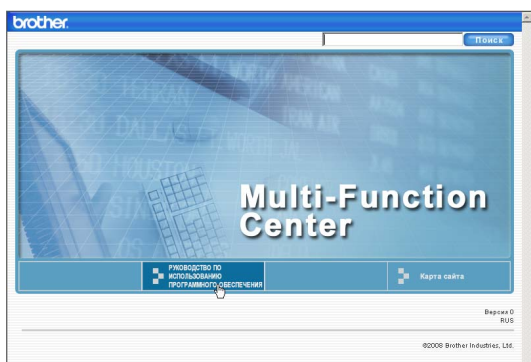 brother.
Поиск
Multi-Function
Center
РУКОВОДСТВО ПО
ИСПОЛЬЗОВАНИЮ
ПРОГРАММНОГО ОБЕСПЕЧЕНИЯ
Карта сайта
Версия 0
RUS
©2008 Brother Industries, Ltd.